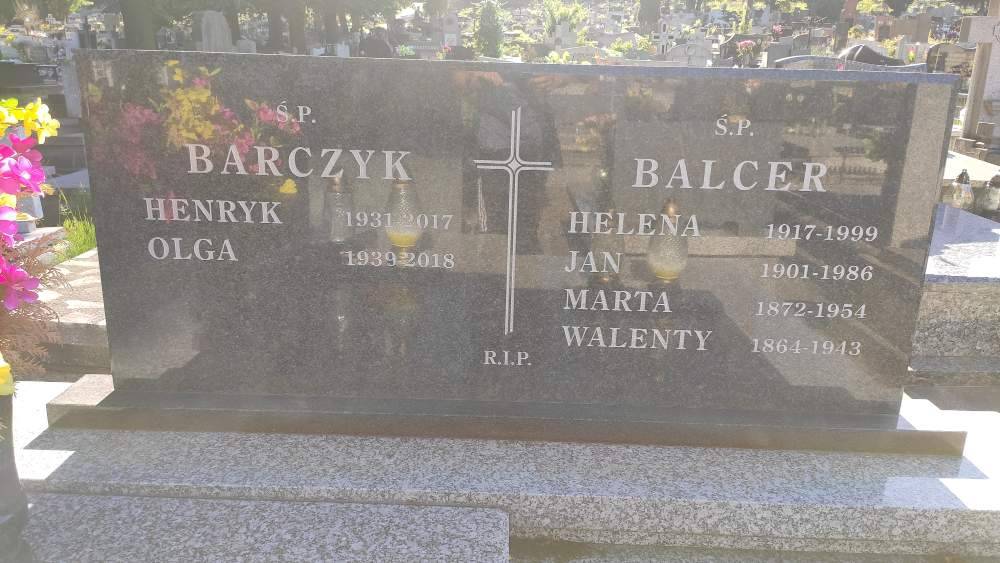 Ś.P.
BARCZYK
HENRYK 1931-2017
OLGA 1939-2018
R.I.P.
Ś.P.
BALCER
HELENA 1917-1999
JAN 1901-1986
MARTA 1872-1954
WALENTY 1864-1943